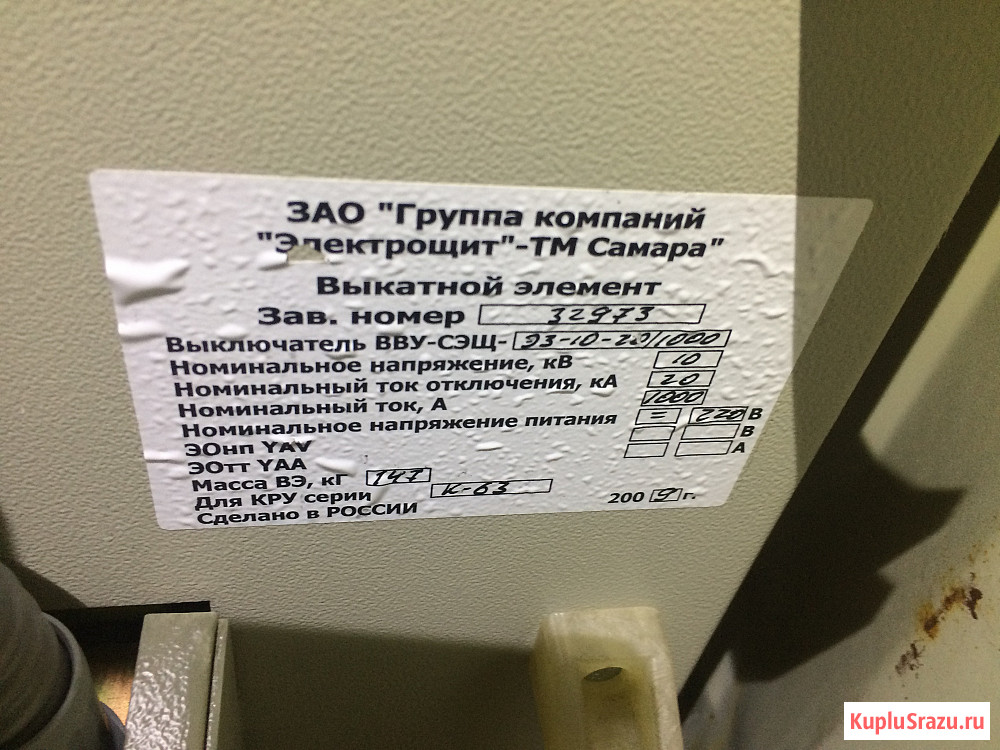 ЗАО "Группа компаний
"Электрощит"-ТМ Самара"
Выкатной элемент
Зав. номер 32973
Выключатель ВВУ-СЭЩ- Э3-10-20/1000
Номинальное напряжение, кВ 10
Номинальный ток отключения, кА 20
Номинальный ток, А 1000
Номинальное напряжение питания = 220 В
ЭОнп YAV В
ЭОтт YAA А
Масса ВЭ, кг 147
Для КРУ серии К-63
Сделано в РОССИИ 200 9 г.
KupluSrazu.ru